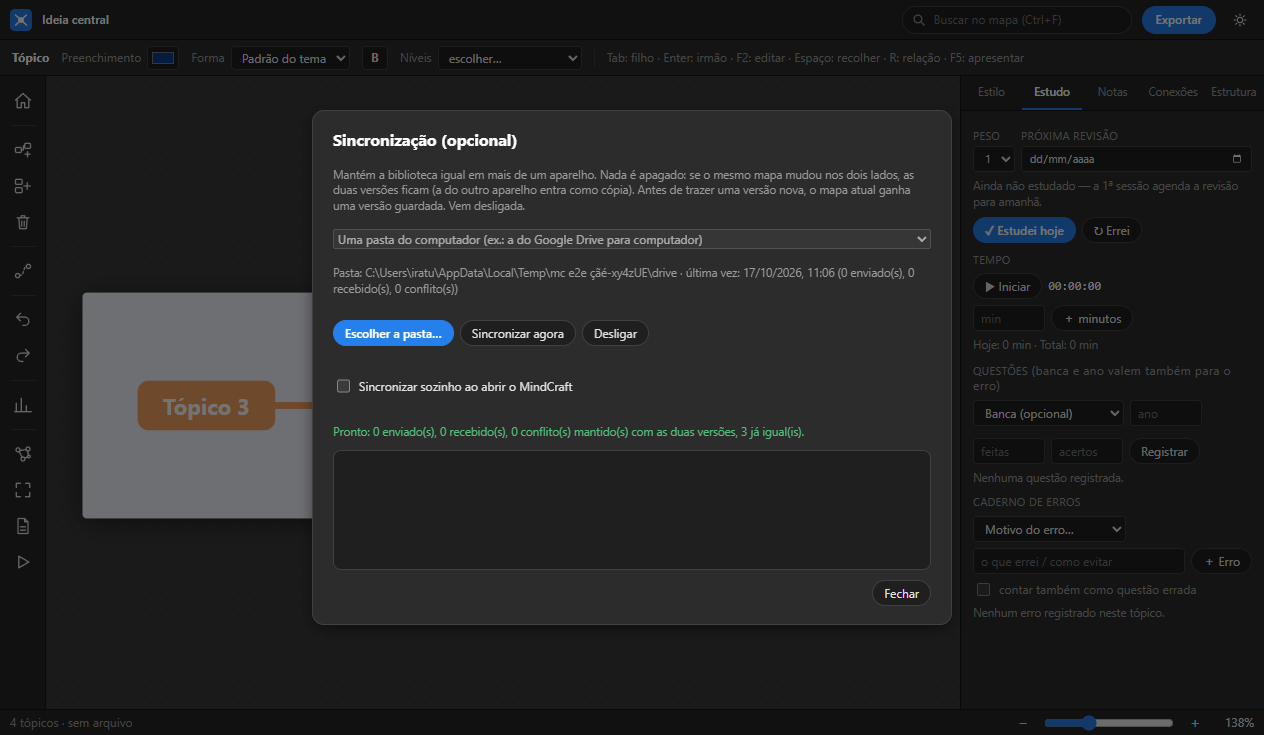 Ideia central
Buscar no mapa (Ctrl+F)
Exportar
Tópico
Preenchimento
Forma
Padrão do tema
B
Níveis
escolher...
Tab: filho · Enter: irmão · F2: editar · Espaço: recolher · R: relação · F5: apresentar
Estilo
Estudo
Notas
Conexões
Estrutura
Sincronização (opcional)
Mantém a biblioteca igual em mais de um aparelho. Nada é apagado: se o mesmo mapa mudou nos dois lados, as
duas versões ficam (a do outro aparelho entra como cópia). Antes de trazer uma versão nova, o mapa atual ganha
uma versão guardada. Vem desligada.
Uma pasta do computador (ex.: a do Google Drive para computador)
Pasta: C:\Users\iratu\AppData\Local\Temp\mc e2e çãé-xy4zUE\drive · última vez: 17/10/2026, 11:06 (0 enviado(s), 0
recebido(s), 0 conflito(s))
Escolher a pasta...
Sincronizar agora
Desligar
Sincronizar sozinho ao abrir o MindCraft
Pronto: 0 enviado(s), 0 recebido(s), 0 conflito(s) mantido(s) com as duas versões, 3 já igual(is).
Fechar
Tópico 3
PESO
PRÓXIMA REVISÃO
1
dd/mm/aaaa
Ainda não estudado — a 1ª sessão agenda a revisão
para amanhã.
✓ Estudei hoje
↻ Errei
TEMPO
▶ Iniciar
00:00:00
min
+ minutos
Hoje: 0 min · Total: 0 min
QUESTÕES (banca e ano valem também para o
erro)
Banca (opcional)
ano
feitas
acertos
Registrar
Nenhuma questão registrada.
CADERNO DE ERROS
Motivo do erro...
o que errei / como evitar
+ Erro
contar também como questão errada
Nenhum erro registrado neste tópico.
4 tópicos · sem arquivo
−
+
138%